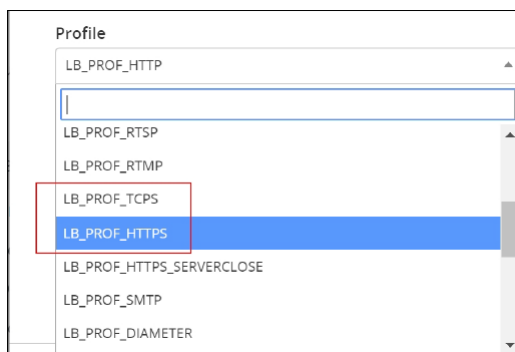 Profile
LB_PROF_HTTP
LB_PROF_RTSP
LB_PROF_RTMP
LB_PROF_TCPS
LB_PROF_HTTPS
LB_PROF_HTTPS_SERVERCLOSE
LB_PROF_SMTP
LB_PROF_DIAMETER